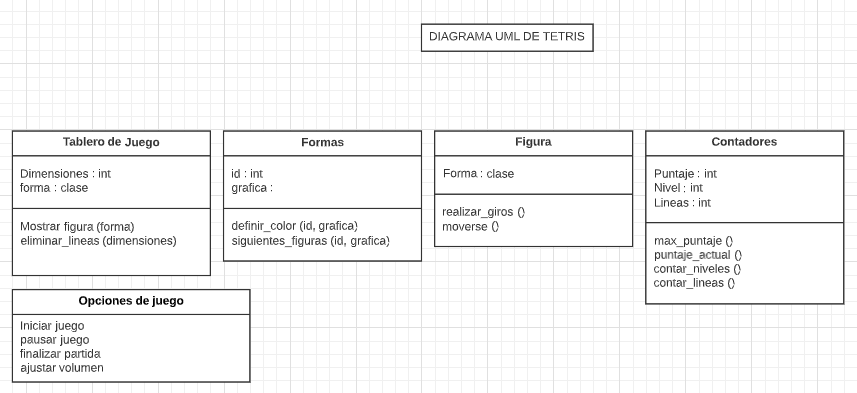 DIAGRAMA UML DE TETRIS
Tablero de Juego
Dimensiones : int
forma : clase
Mostrar figura (forma)
eliminar_lineas (dimensiones)
Formas
id : int
grafica :
definir_color (id, grafica)
siguientes_figuras (id, grafica)
Figura
Forma : clase
realizar_giros ()
moverse ()
Contadores
Puntaje : int
Nivel : int
Lineas : int
max_puntaje ()
puntaje_actual ()
contar_niveles ()
contar_lineas ()
Opciones de juego
Iniciar juego
pausar juego
finalizar partida
ajustar volumen